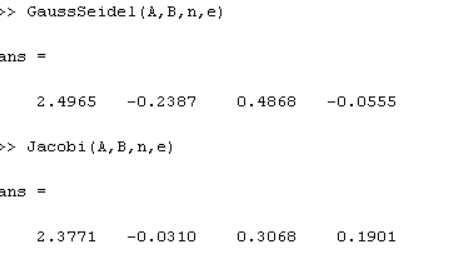 >> GaussSeidel(A,B,n,e)
ans =
2.4965 -0.2387 0.4868 -0.0555
>> Jacobi(A,B,n,e)
ans =
2.3771 -0.0310 0.3068 0.1901